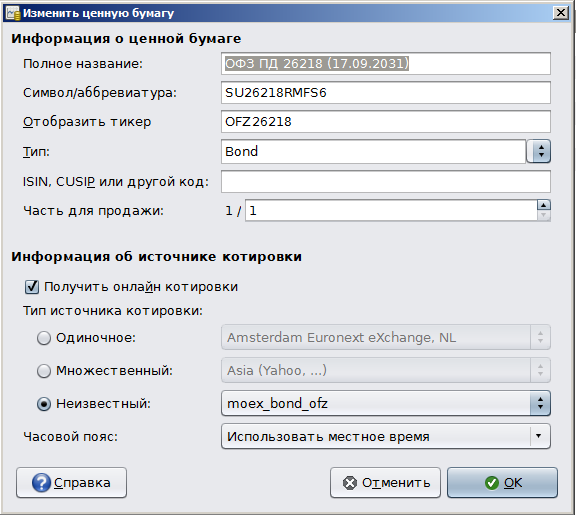 Изменить ценную бумагу
Информация о ценной бумаге
Полное название: ОФЗ ПД 26218 (17.09.2031)
Символ/аббревиатура: SU26218RMFS6
Отобразить тикер OFZ26218
Тип: Bond
ISIN, CUSIP или другой код:
Часть для продажи: 1 / 1
Информация об источнике котировки
Получить онлайн котировки
Тип источника котировки:
Одиночное: Amsterdam Euronext eXchange, NL
Множественный: Asia (Yahoo, ...)
Неизвестный: moex_bond_ofz
Часовой пояс: Использовать местное время
Справка Отменить OK